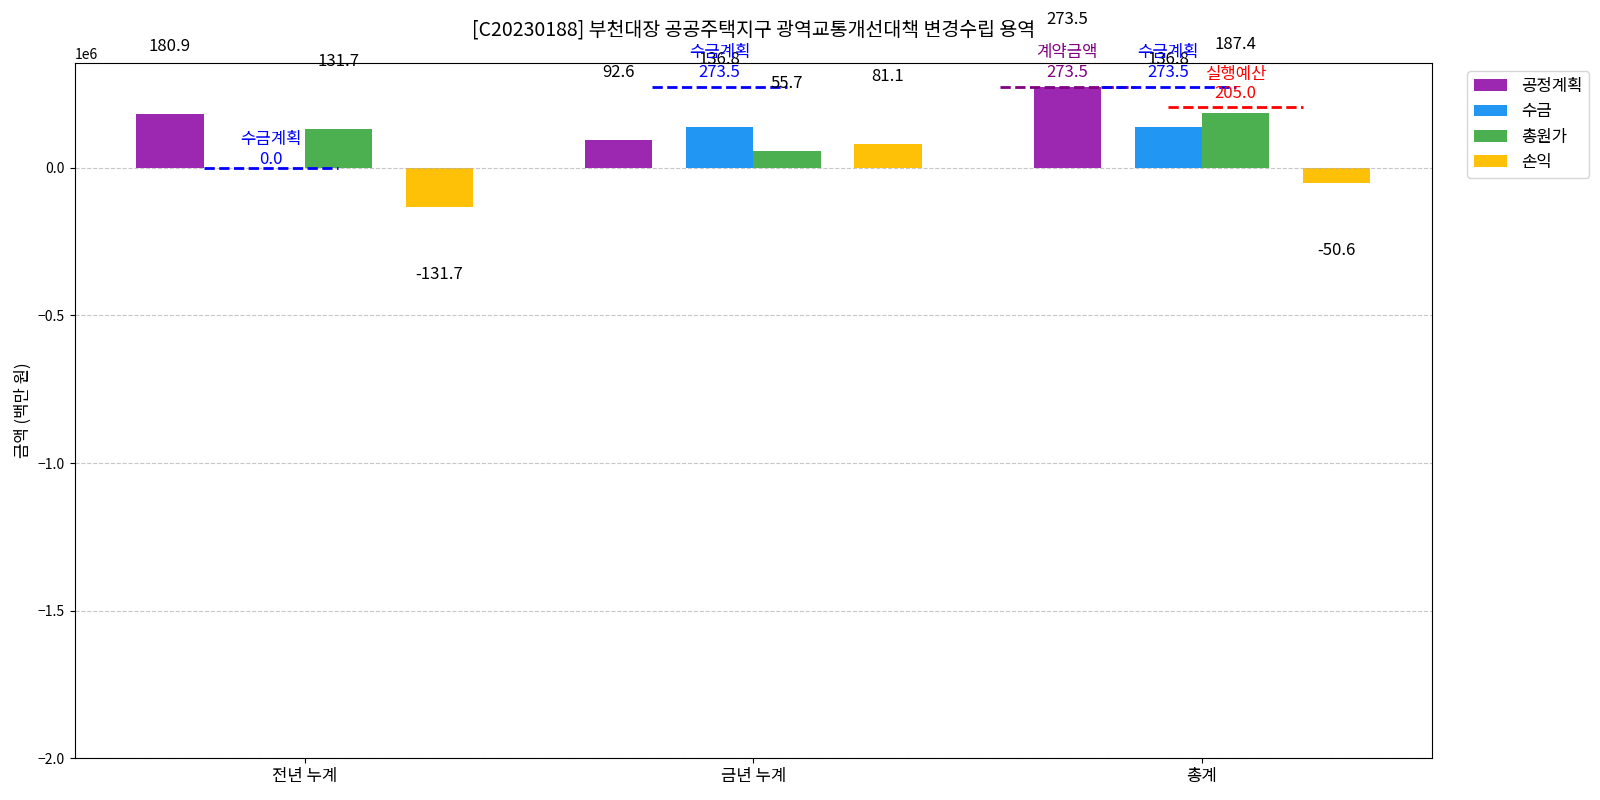 [C20230188] 부천대장 공공주택지구 광역교통개선대책 변경수립 용역
1e6
180.9
131.7
수금계획
0.0
-131.7
92.6
수금계획
136.8
273.5
55.7
81.1
273.5
계약금액
273.5
수금계획
136.8
273.5
187.4
실행예산
205.0
-50.6
공정계획
수금
총원가
손익
금액 (백만 원)
0.0
−0.5
−1.0
−1.5
−2.0
전년 누계
금년 누계
총계